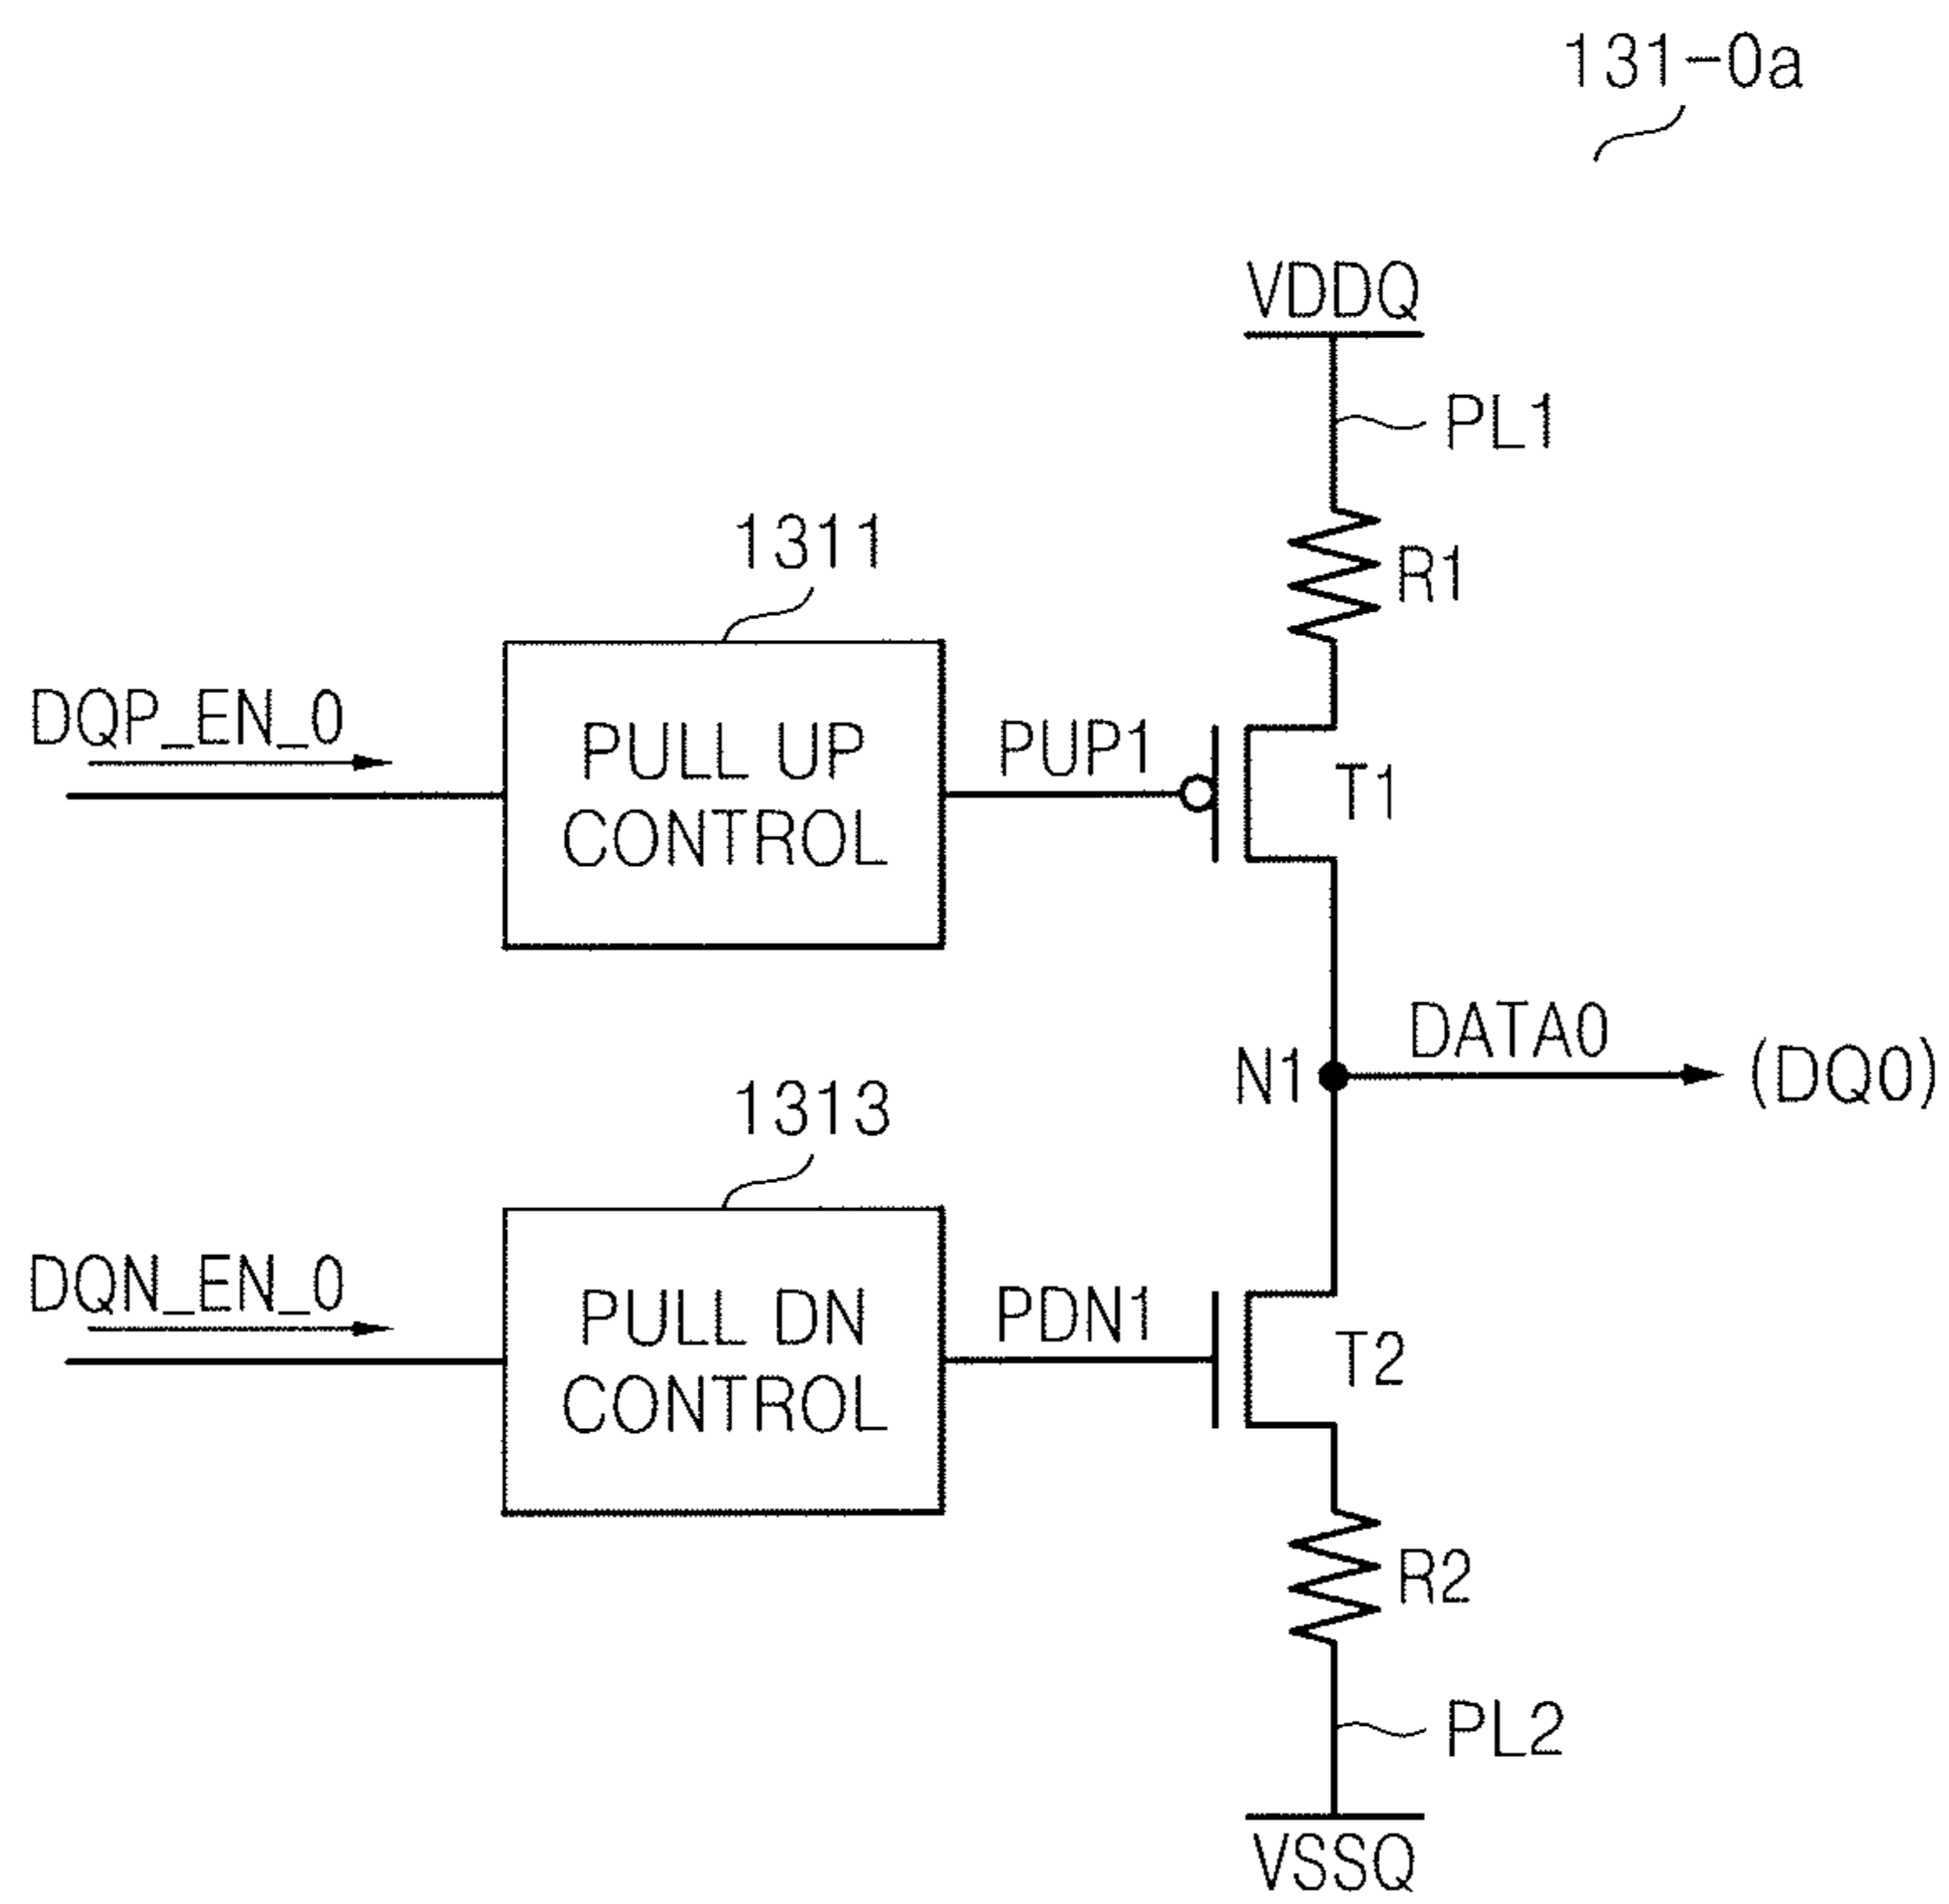 131-0a
VDDQ
PL1
1311
R1
DQP_EN_0
PULL UP
CONTROL
PUP1
T1
DATA0
N1
(DQ0)
1313
DQN_EN_0
PULL DN
CONTROL
PDN1
T2
R2
PL2
VSSQ